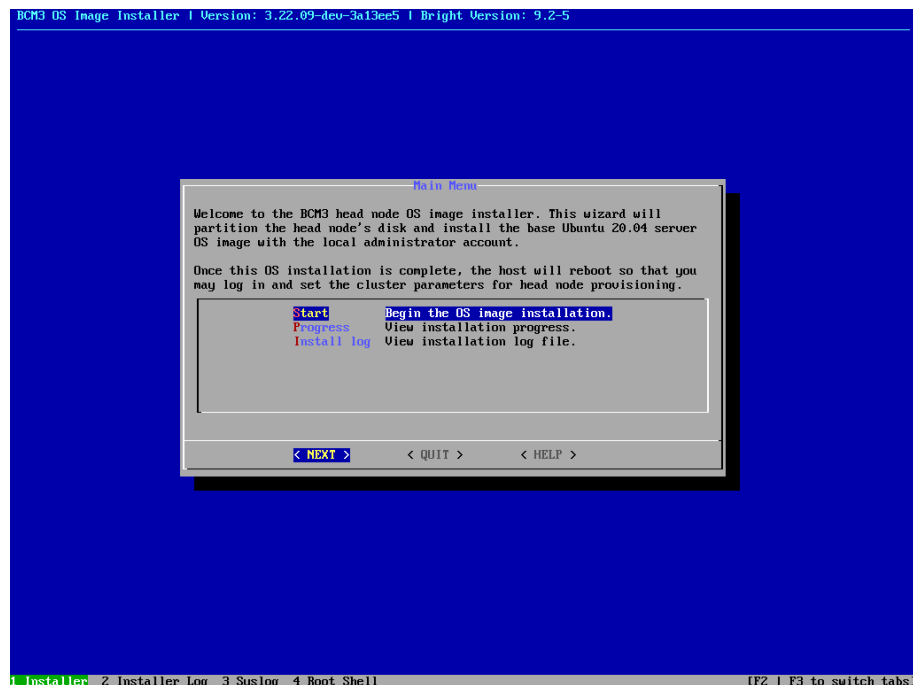 BCM3 OS Image Installer | Version: 3.22.09-dev-3a13ee5 | Bright Version: 9.2-5
Main Menu
Welcome to the BCM3 head node OS image installer. This wizard will
partition the head node's disk and install the base Ubuntu 20.04 server
OS image with the local administrator account.
Once this OS installation is complete, the host will reboot so that you
may log in and set the cluster parameters for head node provisioning.
Start Begin the OS image installation.
Progress View installation progress.
Install log View installation log file.
< NEXT > < QUIT > < HELP >
1 Installer 2 Installer Log 3 Syslog 4 Root Shell [F2 | F3 to switch tabs]